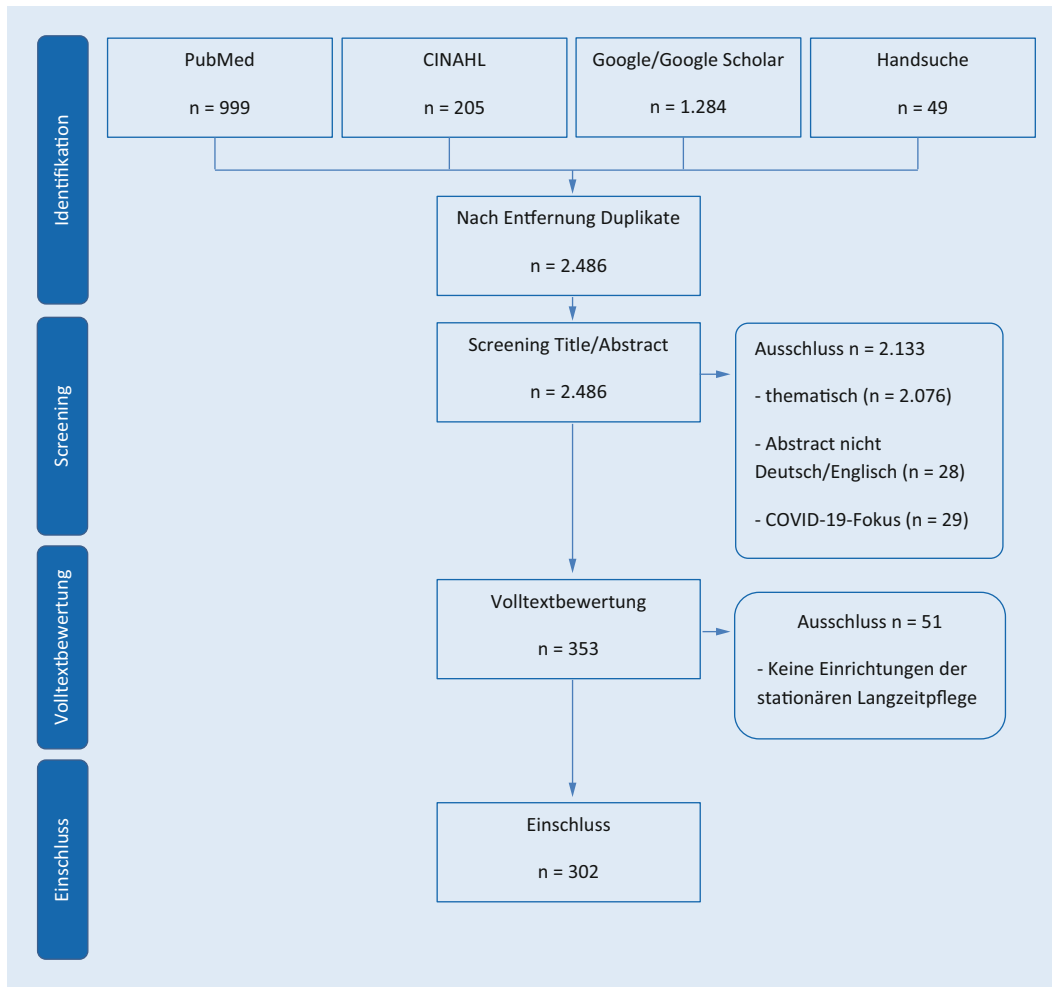 Identifikation
PubMed
n = 999
CINAHL
n = 205
Google/Google Scholar
n = 1.284
Handsuche
n = 49
Nach Entfernung Duplikate
n = 2.486
Screening
Screening Title/Abstract
n = 2.486
Ausschluss n = 2.133
- thematisch (n = 2.076)
- Abstract nicht
Deutsch/Englisch (n = 28)
- COVID-19-Fokus (n = 29)
Volltextbewertung
Volltextbewertung
n = 353
Ausschluss n = 51
- Keine Einrichtungen der
stationären Langzeitpflege
Einschluss
Einschluss
n = 302